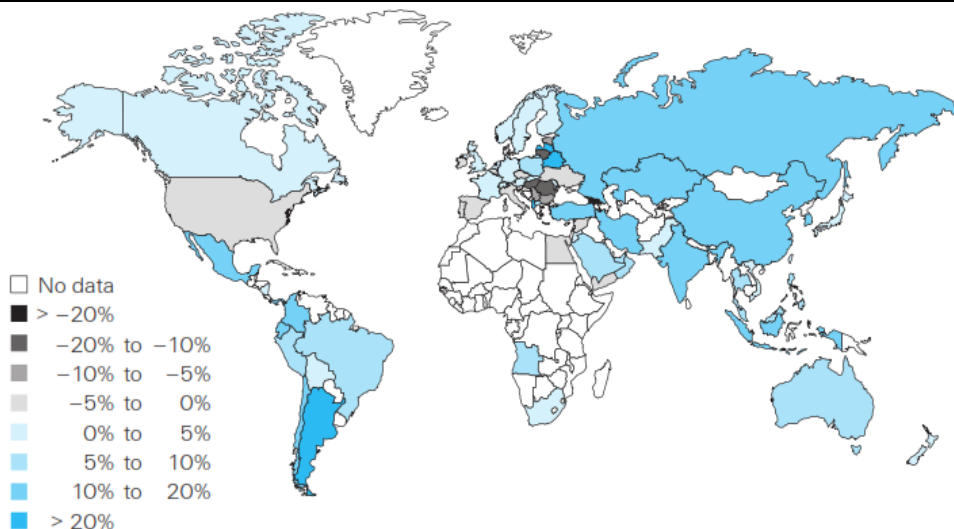 No data
> −20%
−20% to −10%
−10% to −5%
−5% to 0%
0% to 5%
5% to 10%
10% to 20%
> 20%